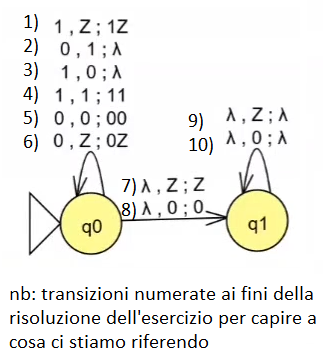 1) 1 , Z ; 1Z
2) 0 , 1 ; λ
3) 1 , 0 ; λ
4) 1 , 1 ; 11
5) 0 , 0 ; 00
6) 0 , Z ; 0Z
9) λ , Z ; λ
10) λ , 0 ; λ
7) λ , Z ; Z
8) λ , 0 ; 0
q0
q1
nb: transizioni numerate ai fini della
risoluzione dell'esercizio per capire a
cosa ci stiamo riferendo